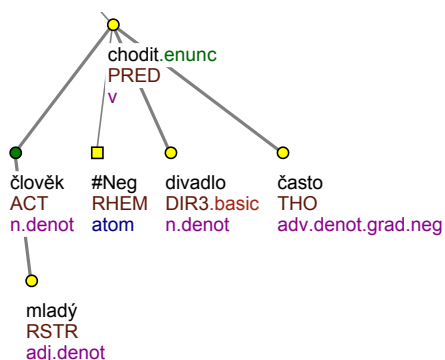 chodit.enunc
PRED
v
člověk #Neg divadlo často
ACT RHEM DIR3.basic THO
n.denot atom n.denot adv.denot.grad.neg
mladý
RSTR
adj.denot